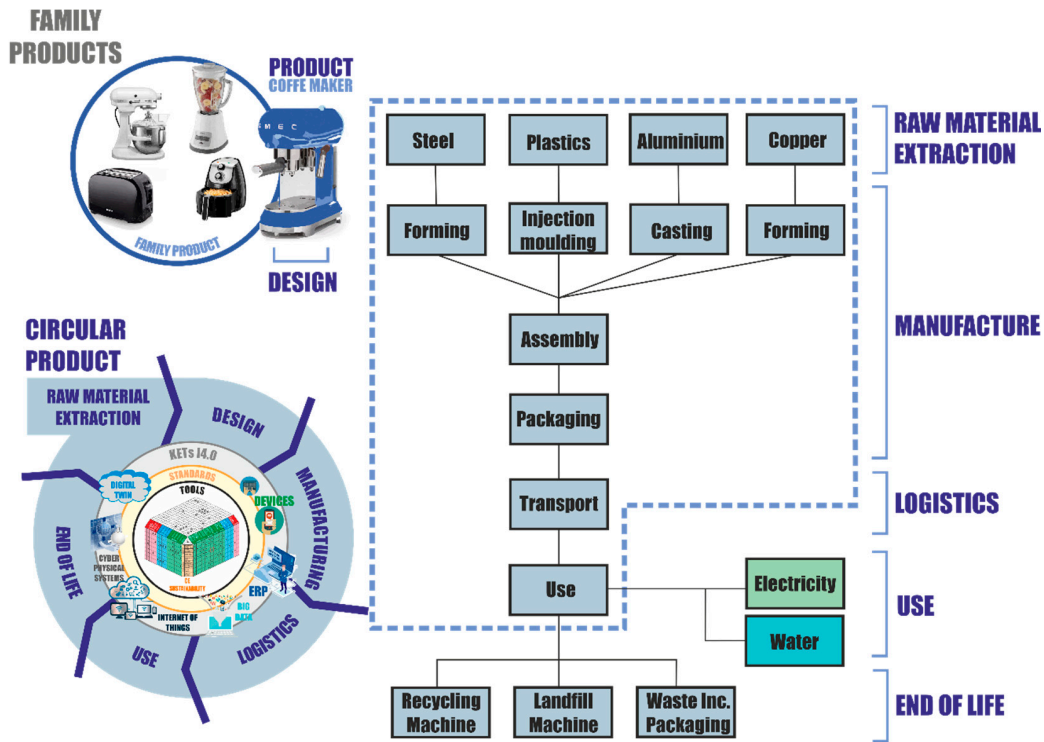 FAMILY
PRODUCTS
PRODUCT
COFFE MAKER
SMEG
FAMILY PRODUCT
DESIGN
Steel
Plastics
Aluminium
Copper
RAW MATERIAL
EXTRACTION
Forming
Injection
moulding
Casting
Forming
Assembly
MANUFACTURE
Packaging
Transport
LOGISTICS
Use
Electricity
Water
USE
Recycling
Machine
Landfill
Machine
Waste Inc.
Packaging
END OF LIFE
CIRCULAR
PRODUCT
RAW MATERIAL
EXTRACTION
DESIGN
MANUFACTURING
LOGISTICS
USE
END OF LIFE
KETs I4.0
STANDARDS
TOOLS
DIGITAL
TWIN
DEVICES
CYBER
PHYSICAL
SYSTEMS
CE
SUSTAINABILITY
ERP
BIG
DATA
INTERNET OF
THINGS